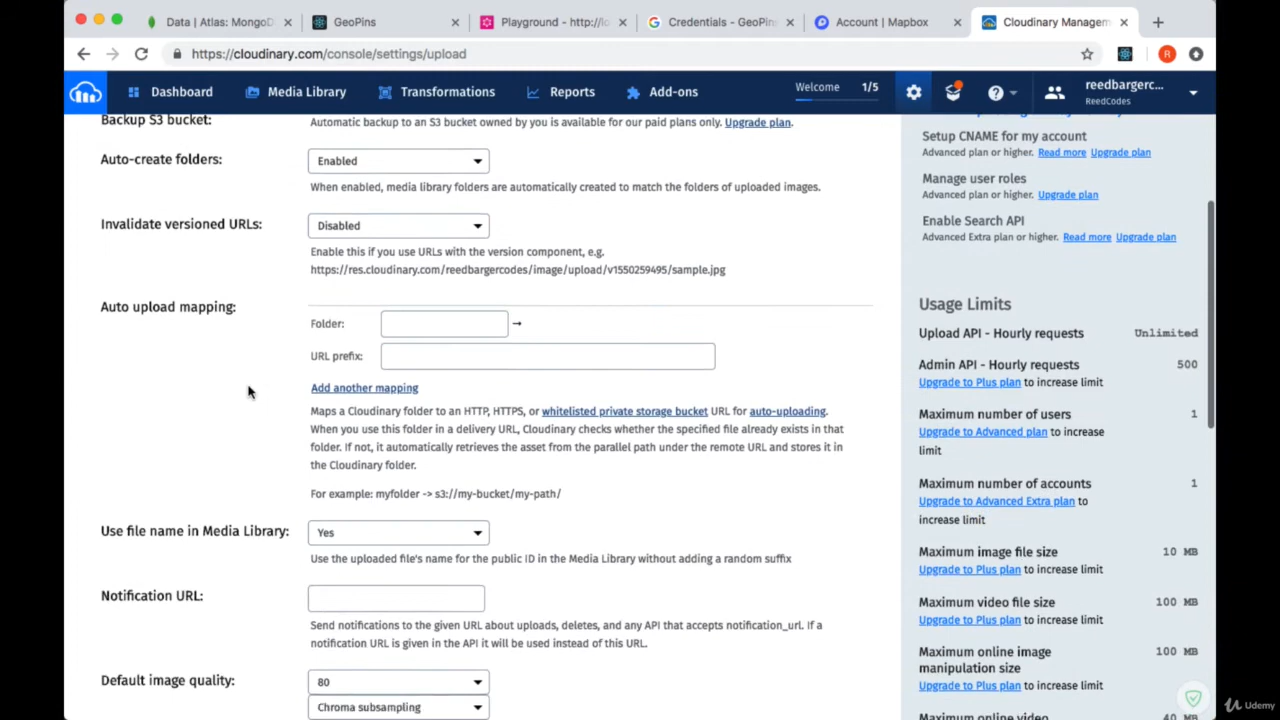 Data | Atlas: MongoD
GeoPins
Playground - http://lo
Credentials - GeoPin
Account | Mapbox
Cloudinary Managem
https://cloudinary.com/console/settings/upload
Dashboard
Media Library
Transformations
Reports
Add-ons
Welcome 1/5
reedbargerc...
ReedCodes
Backup S3 bucket:
Automatic backup to an S3 bucket owned by you is available for our paid plans only. Upgrade plan.
Auto-create folders:
Enabled
When enabled, media library folders are automatically created to match the folders of uploaded images.
Invalidate versioned URLs:
Disabled
Enable this if you use URLs with the version component, e.g.
https://res.cloudinary.com/reedbargercodes/image/upload/v1550259495/sample.jpg
Auto upload mapping:
Folder: →
URL prefix:
Add another mapping
Maps a Cloudinary folder to an HTTP, HTTPS, or whitelisted private storage bucket URL for auto-uploading.
When you use this folder in a delivery URL, Cloudinary checks whether the specified file already exists in that
folder. If not, it automatically retrieves the asset from the parallel path under the remote URL and stores it in
the Cloudinary folder.
For example: myfolder -> s3://my-bucket/my-path/
Use file name in Media Library:
Yes
Use the uploaded file's name for the public ID in the Media Library without adding a random suffix
Notification URL:
Send notifications to the given URL about uploads, deletes, and any API that accepts notification_url. If a
notification URL is given in the API it will be used instead of this URL.
Default image quality:
80
Chroma subsampling
Setup CNAME for my account
Advanced plan or higher. Read more Upgrade plan
Manage user roles
Advanced plan or higher. Upgrade plan
Enable Search API
Advanced Extra plan or higher. Read more Upgrade plan
Usage Limits
Upload API - Hourly requests Unlimited
Admin API - Hourly requests 500
Upgrade to Plus plan to increase limit
Maximum number of users 1
Upgrade to Advanced plan to increase
limit
Maximum number of accounts 1
Upgrade to Advanced Extra plan to
increase limit
Maximum image file size 10 MB
Upgrade to Plus plan to increase limit
Maximum video file size 100 MB
Upgrade to Plus plan to increase limit
Maximum online image 100 MB
manipulation size
Upgrade to Plus plan to increase limit
Maximum online video 40 MB
Udemy